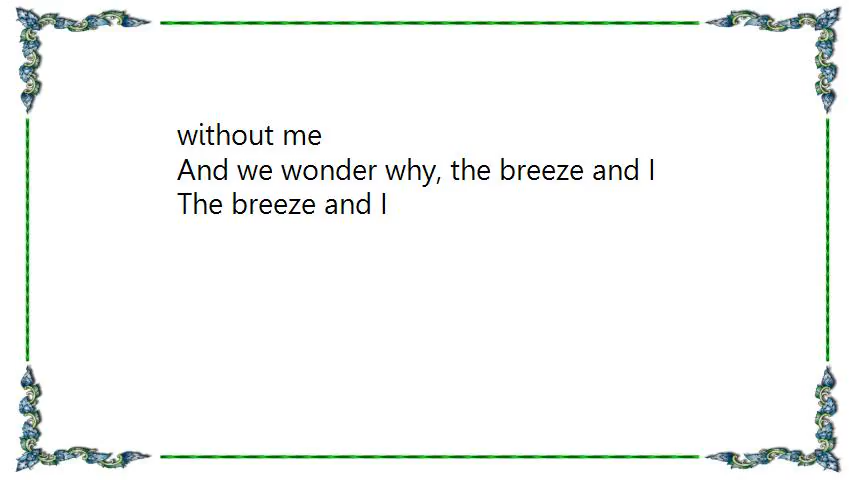 without me
And we wonder why, the breeze and I
The breeze and I